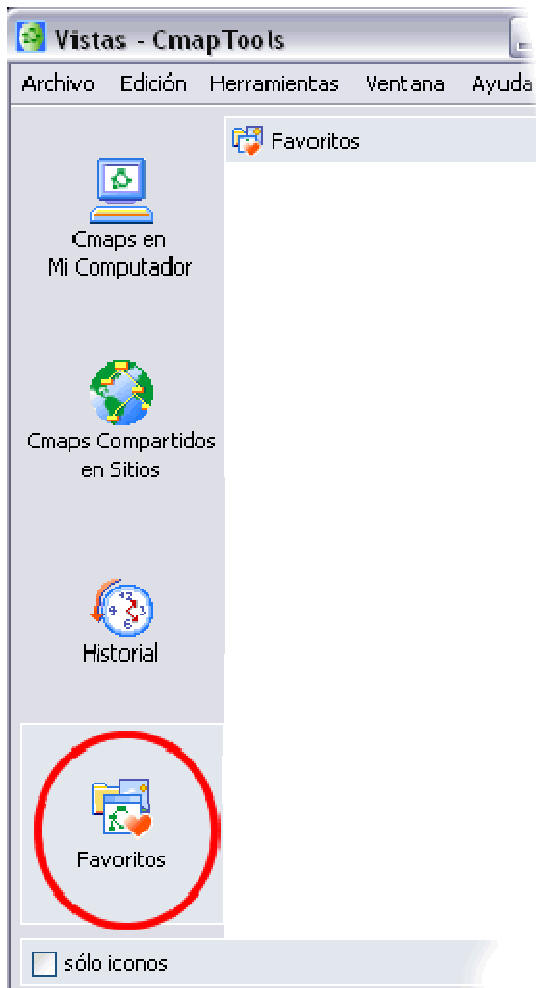 Vistas - CmapTools
Archivo Edición Herramientas Ventana Ayuda
Favoritos
Cmaps en
Mi Computador
Cmaps Compartidos
en Sitios
Historial
Favoritos
sólo iconos